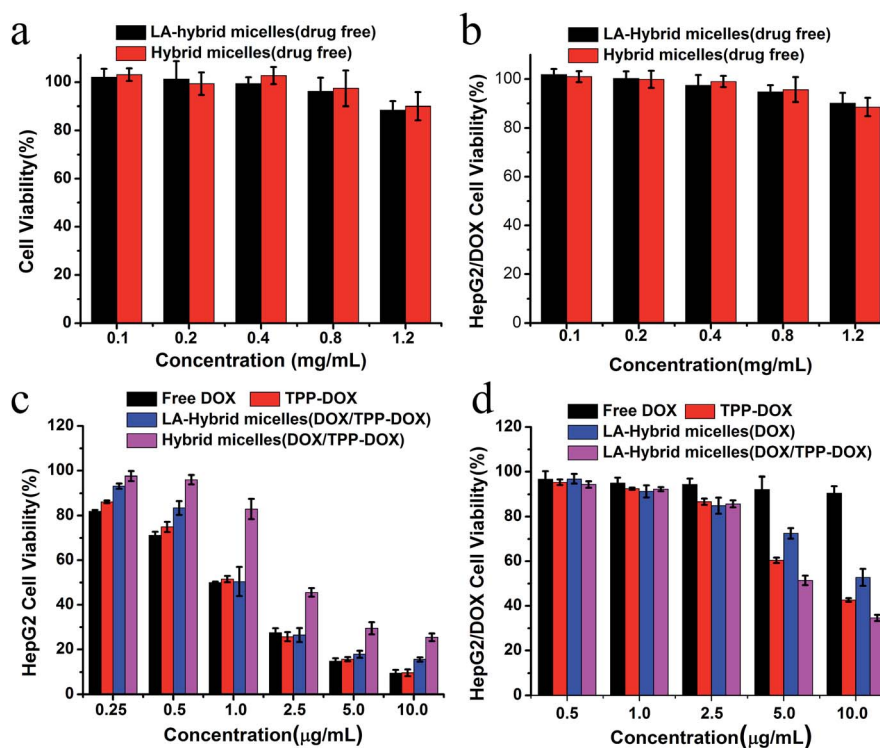 a
LA-hybrid micelles(drug free)
Hybrid micelles(drug free)
Cell Viability(%)
120
100
80
60
40
20
0
0.1 0.2 0.4 0.8 1.2
Concentration (mg/mL)
b
LA-Hybrid micelles(drug free)
Hybrid micelles(drug free)
HepG2/DOX Cell Viability(%)
120
100
80
60
40
20
0
0.1 0.2 0.4 0.8 1.2
Concentration(mg/mL)
c
Free DOX TPP-DOX
LA-Hybrid micelles(DOX/TPP-DOX)
Hybrid micelles(DOX/TPP-DOX)
HepG2 Cell Viability(%)
120
100
80
60
40
20
0
0.25 0.5 1.0 2.5 5.0 10.0
Concentration(μg/mL)
d
Free DOX TPP-DOX
LA-Hybrid micelles(DOX)
LA-Hybrid micelles(DOX/TPP-DOX)
HepG2/DOX Cell Viability(%)
120
100
80
60
40
20
0
0.5 1.0 2.5 5.0 10.0
Concentration(μg/mL)